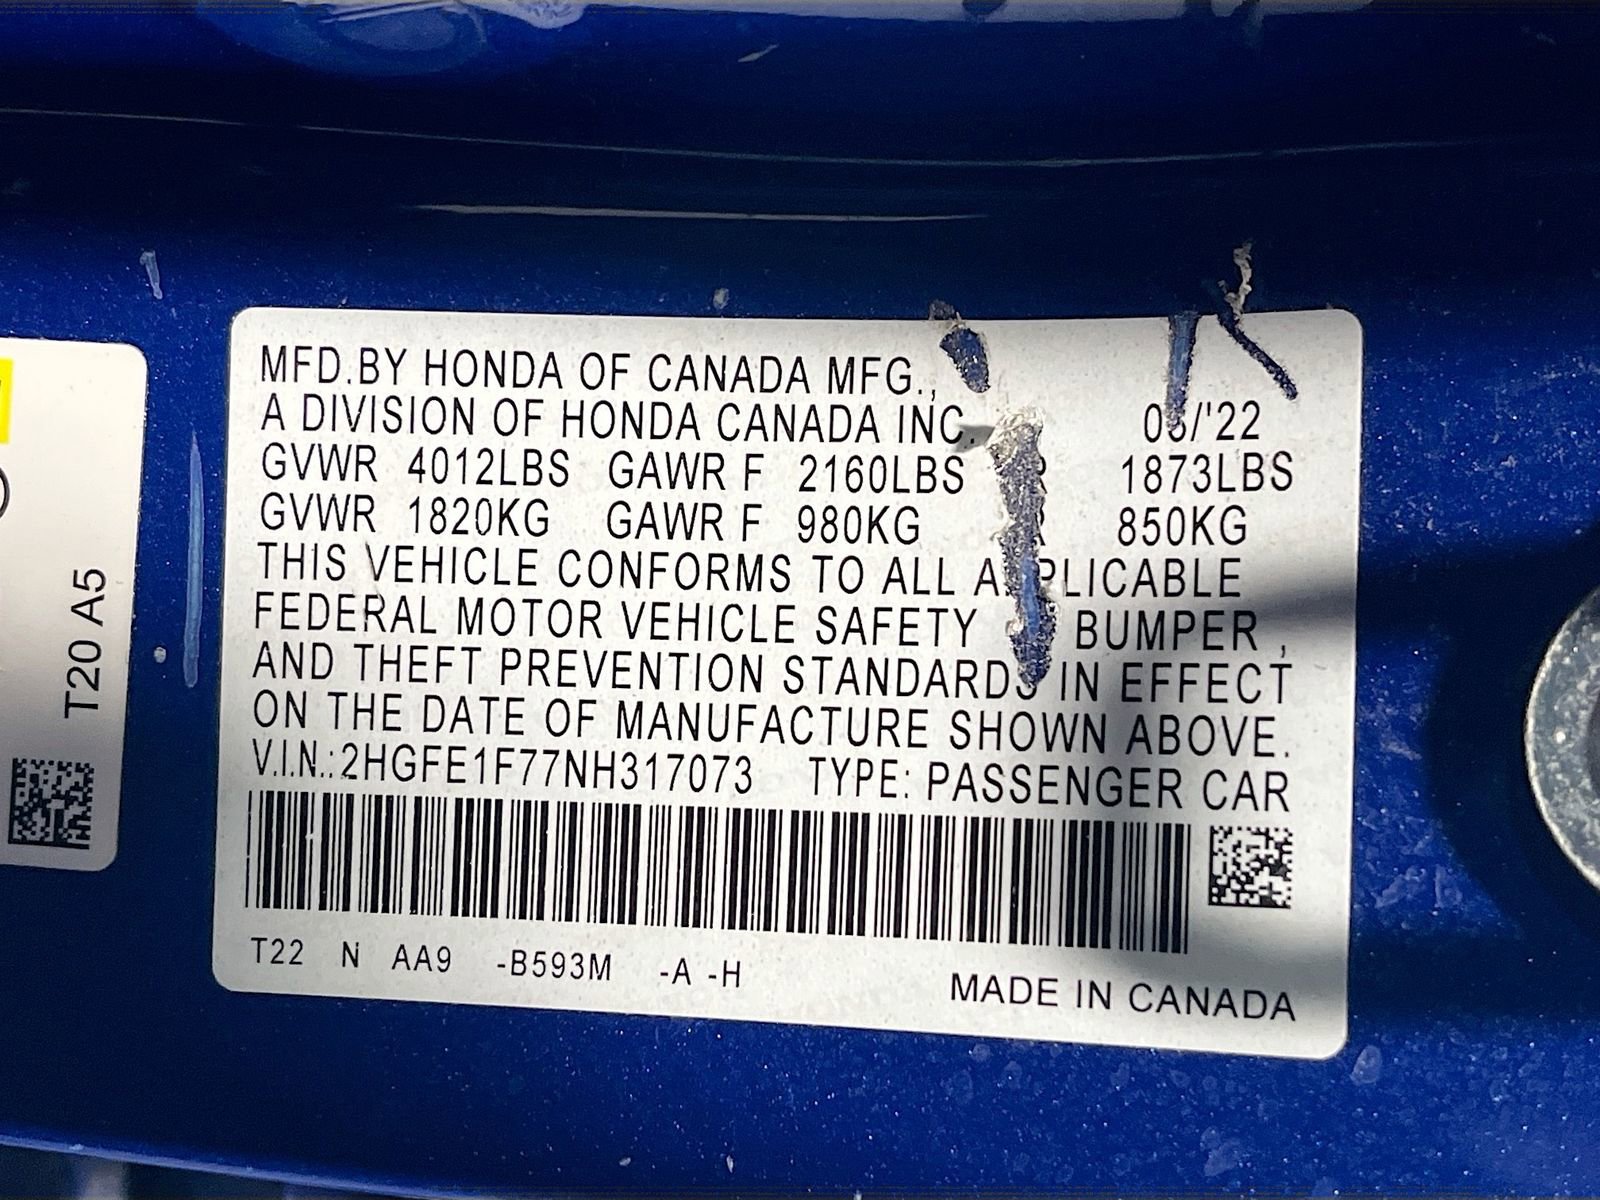 MFD.BY HONDA OF CANADA MFG.,
A DIVISION OF HONDA CANADA INC. /'22
GVWR 4012LBS GAWR F 2160LBS 1873LBS
GVWR 1820KG GAWR F 980KG 850KG
THIS VEHICLE CONFORMS TO ALL APPLICABLE
FEDERAL MOTOR VEHICLE SAFETY BUMPER ,
AND THEFT PREVENTION STANDARDS IN EFFECT
ON THE DATE OF MANUFACTURE SHOWN ABOVE.
V.I.N.:2HGFE1F77NH317073 TYPE: PASSENGER CAR
T22 N AA9 -B593M -A -H
MADE IN CANADA
T20 A5